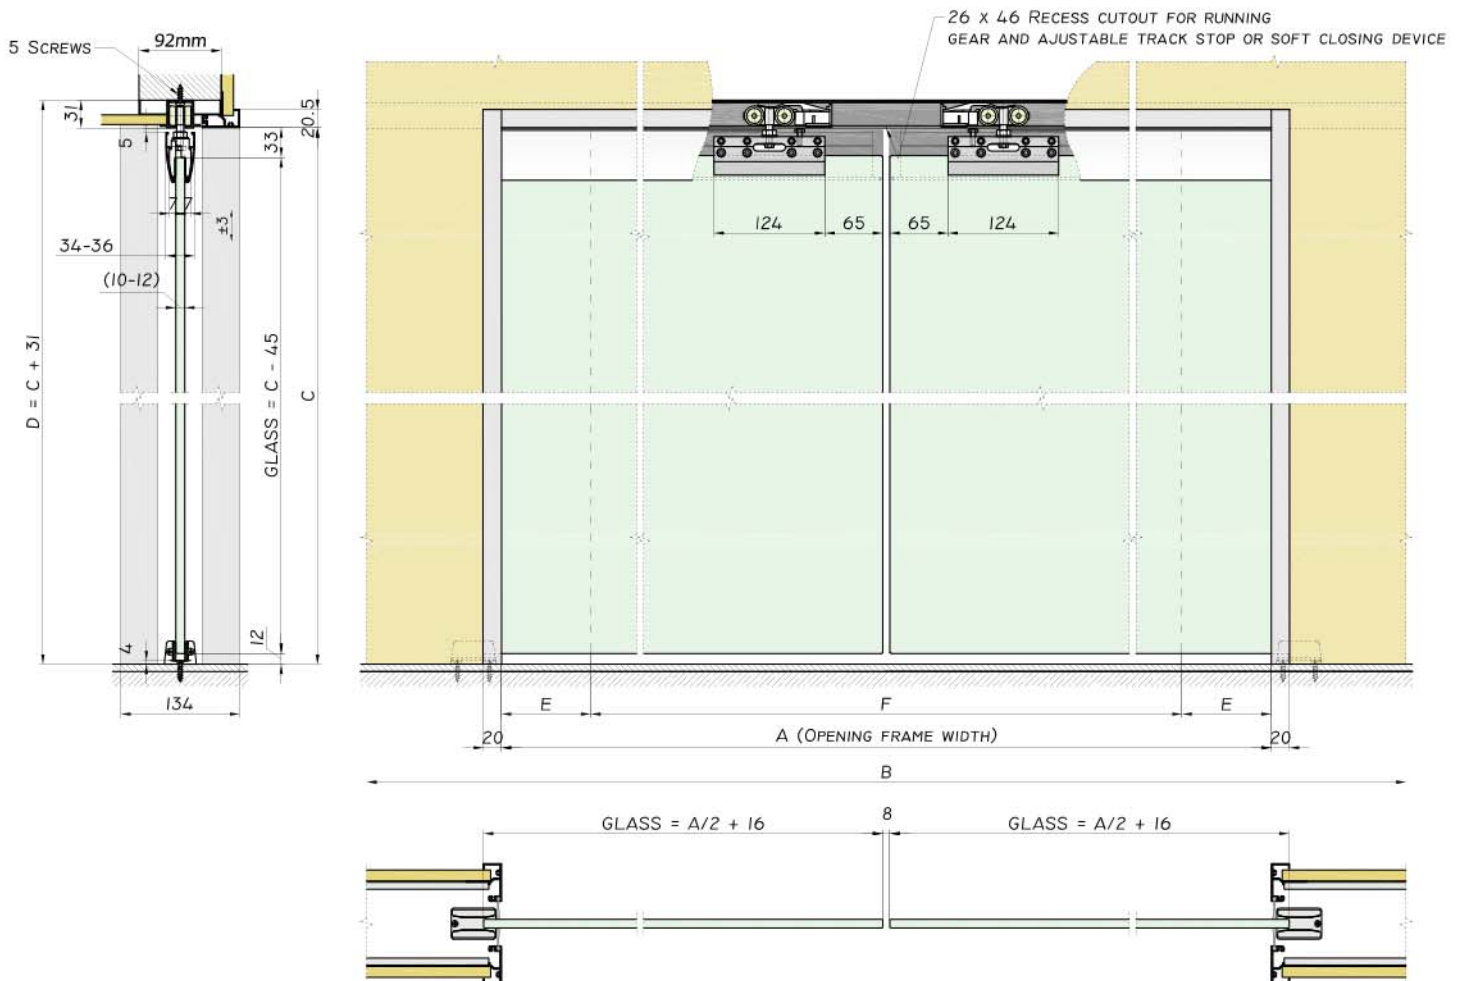 26 X 46 RECESS CUTOUT FOR RUNNING
GEAR AND AJUSTABLE TRACK STOP OR SOFT CLOSING DEVICE
5 SCREWS
92mm
31
5
20.5
33
7 7
±3
34-36
(10-12)
D = C + 31
GLASS = C - 45
C
4
12
134
124
65
65
124
E
F
E
20
A (OPENING FRAME WIDTH)
20
B
8
GLASS = A/2 + 16
GLASS = A/2 + 16